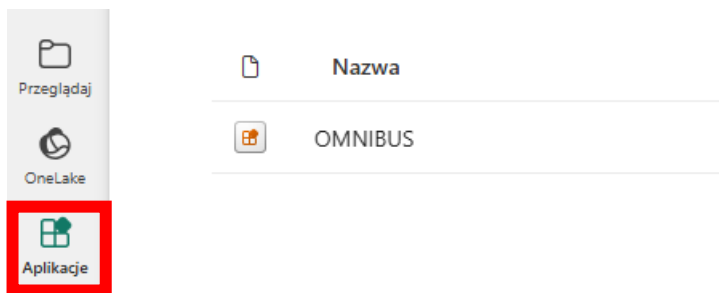 Przeglądaj
OneLake
Aplikacje
Nazwa
OMNIBUS